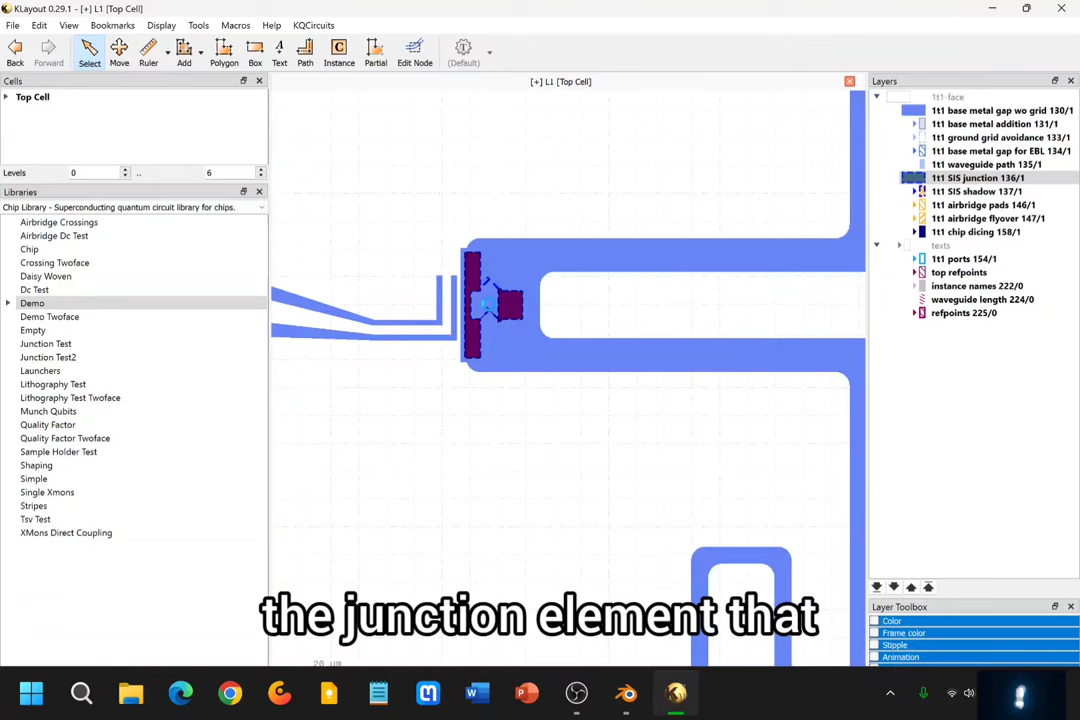 KLayout 0.29.1 - [+] L1 [Top Cell]
File Edit View Bookmarks Display Tools Macros Help KQCircuits
Back Forward Select Move Ruler Add Polygon Box Text Path Instance Partial Edit Node (Default)
Cells
Top Cell
Levels 0 .. 6
Libraries
Chip Library - Superconducting quantum circuit library for chips.
Airbridge Crossings
Airbridge Dc Test
Chip
Crossing Twoface
Daisy Woven
Dc Test
Demo
Demo Twoface
Empty
Junction Test
Junction Test2
Launchers
Lithography Test
Lithography Test Twoface
Munch Qubits
Quality Factor
Quality Factor Twoface
Sample Holder Test
Shaping
Simple
Single Xmons
Stripes
Tsv Test
XMons Direct Coupling
[+] L1 [Top Cell]
20 µm
the junction element that
Layers
1t1-face
1t1 base metal gap wo grid 130/1
1t1 base metal addition 131/1
1t1 ground grid avoidance 133/1
1t1 base metal gap for EBL 134/1
1t1 waveguide path 135/1
1t1 SIS junction 136/1
1t1 SIS shadow 137/1
1t1 airbridge pads 146/1
1t1 airbridge flyover 147/1
1t1 chip dicing 158/1
texts
1t1 ports 154/1
top refpoints
instance names 222/0
waveguide length 224/0
refpoints 225/0
Layer Toolbox
Color
Frame color
Stipple
Animation